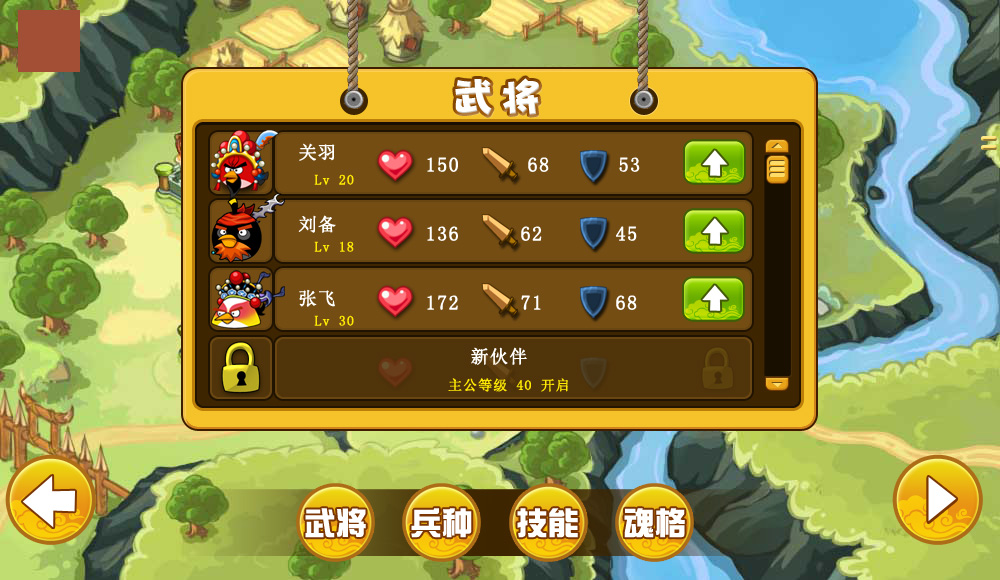 武将
关羽 150 68 53
Lv 20
刘备 136 62 45
Lv 18
张飞 172 71 68
Lv 30
新伙伴
主公等级 40 开启
武将 兵种 技能 魂格